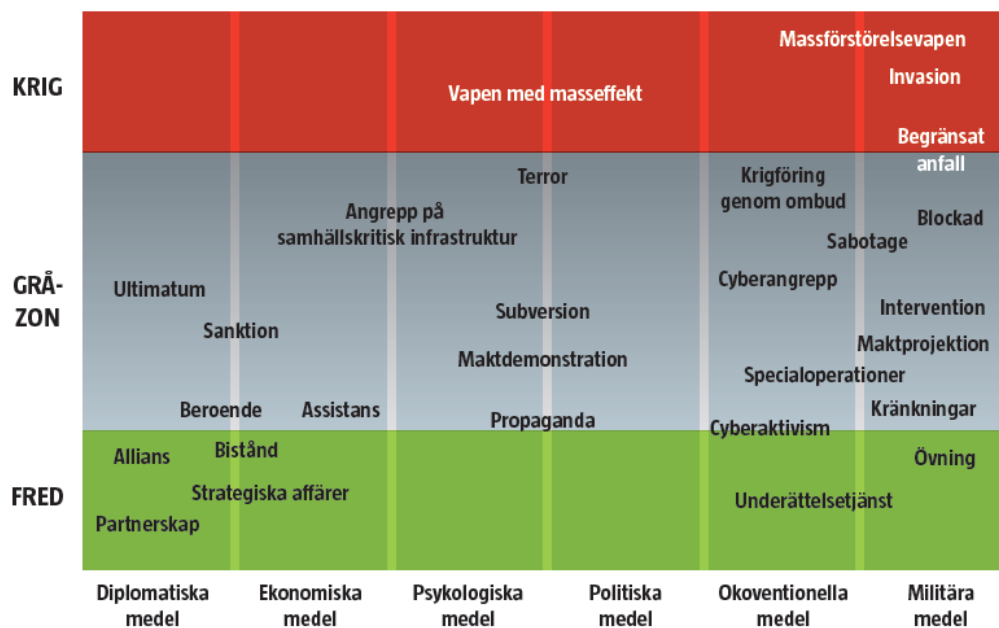 Massförstörelsevapen
KRIG
Invasion
Vapen med masseffekt
Begränsat
anfall
Terror
Krigföring
genom ombud
Angrepp på
samhällskritisk infrastruktur
Blockad
Sabotage
GRÅ-
ZON
Cyberangrepp
Ultimatum
Intervention
Subversion
Sanktion
Maktprojektion
Maktdemonstration
Specialoperationer
Beroende
Assistans
Kränkningar
Propaganda
Cyberaktivism
Allians
Bistånd
Övning
FRED
Strategiska affärer
Underättelsetjänst
Partnerskap
Diplomatiska
medel
Ekonomiska
medel
Psykologiska
medel
Politiska
medel
Okoventionella
medel
Militära
medel